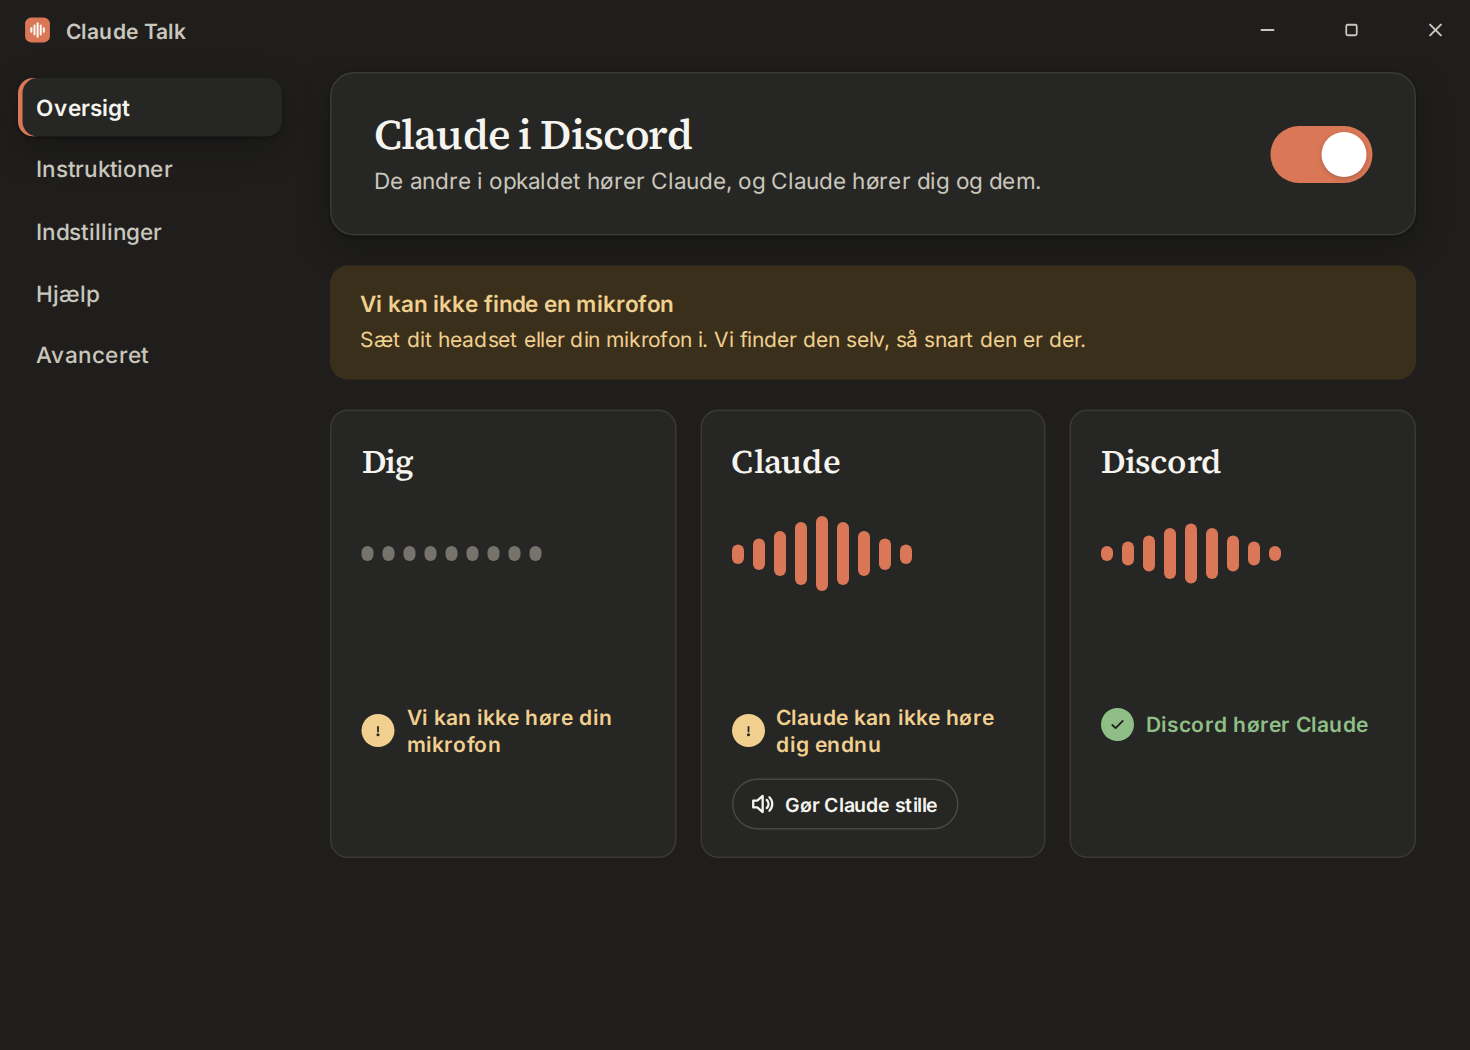 Claude Talk
Oversigt
Instruktioner
Indstillinger
Hjælp
Avanceret
Claude i Discord
De andre i opkaldet hører Claude, og Claude hører dig og dem.
Vi kan ikke finde en mikrofon
Sæt dit headset eller din mikrofon i. Vi finder den selv, så snart den er der.
Dig
Vi kan ikke høre din
mikrofon
Claude
Claude kan ikke høre
dig endnu
Gør Claude stille
Discord
Discord hører Claude